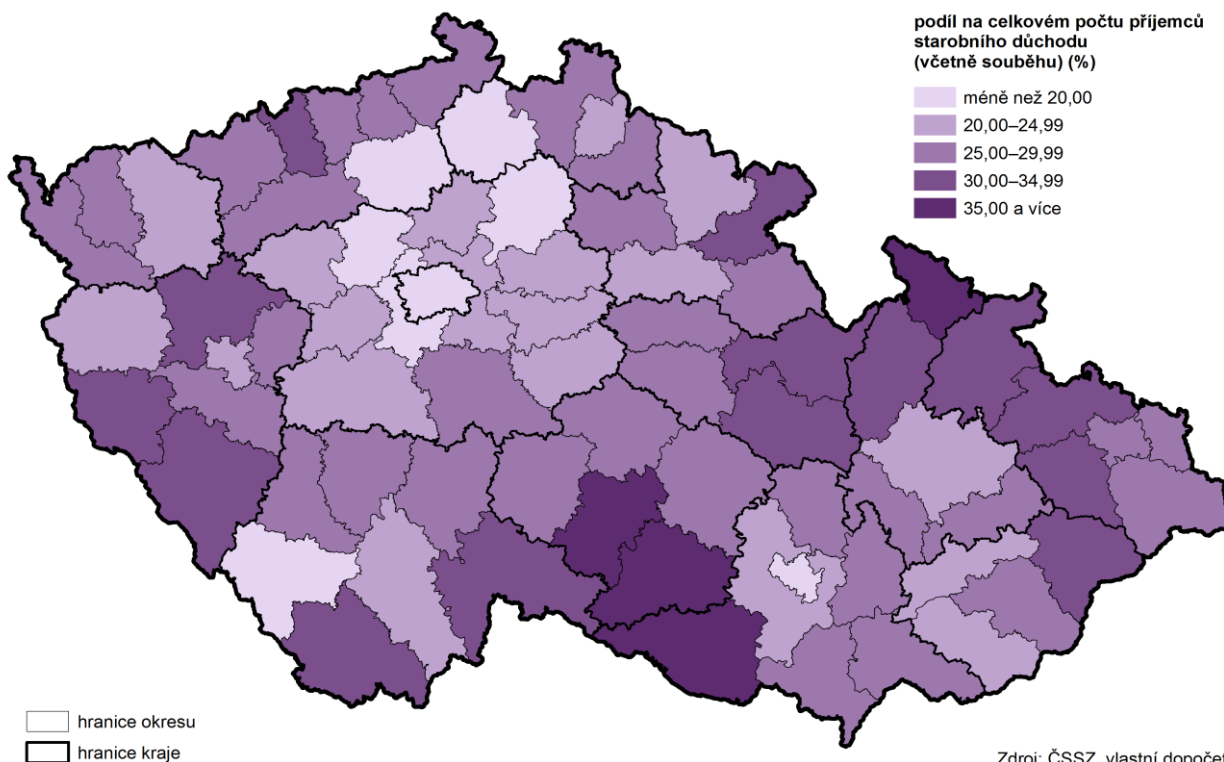 podíl na celkovém počtu příjemců
starobního důchodu
(včetně souběhu) (%)
méně než 20,00
20,00–24,99
25,00–29,99
30,00–34,99
35,00 a více
hranice okresu
hranice kraje
Zdroj: ČSSZ, vlastní dopočet